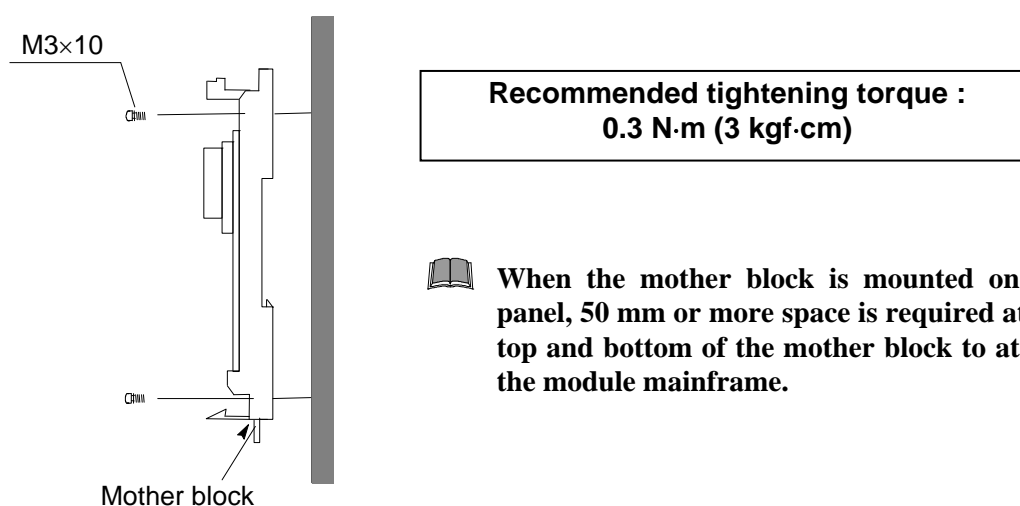 M3×10
Recommended tightening torque :
0.3 N·m (3 kgf·cm)
When the mother block is mounted on
panel, 50 mm or more space is required
top and bottom of the mother block to
the module mainframe.
Mother block